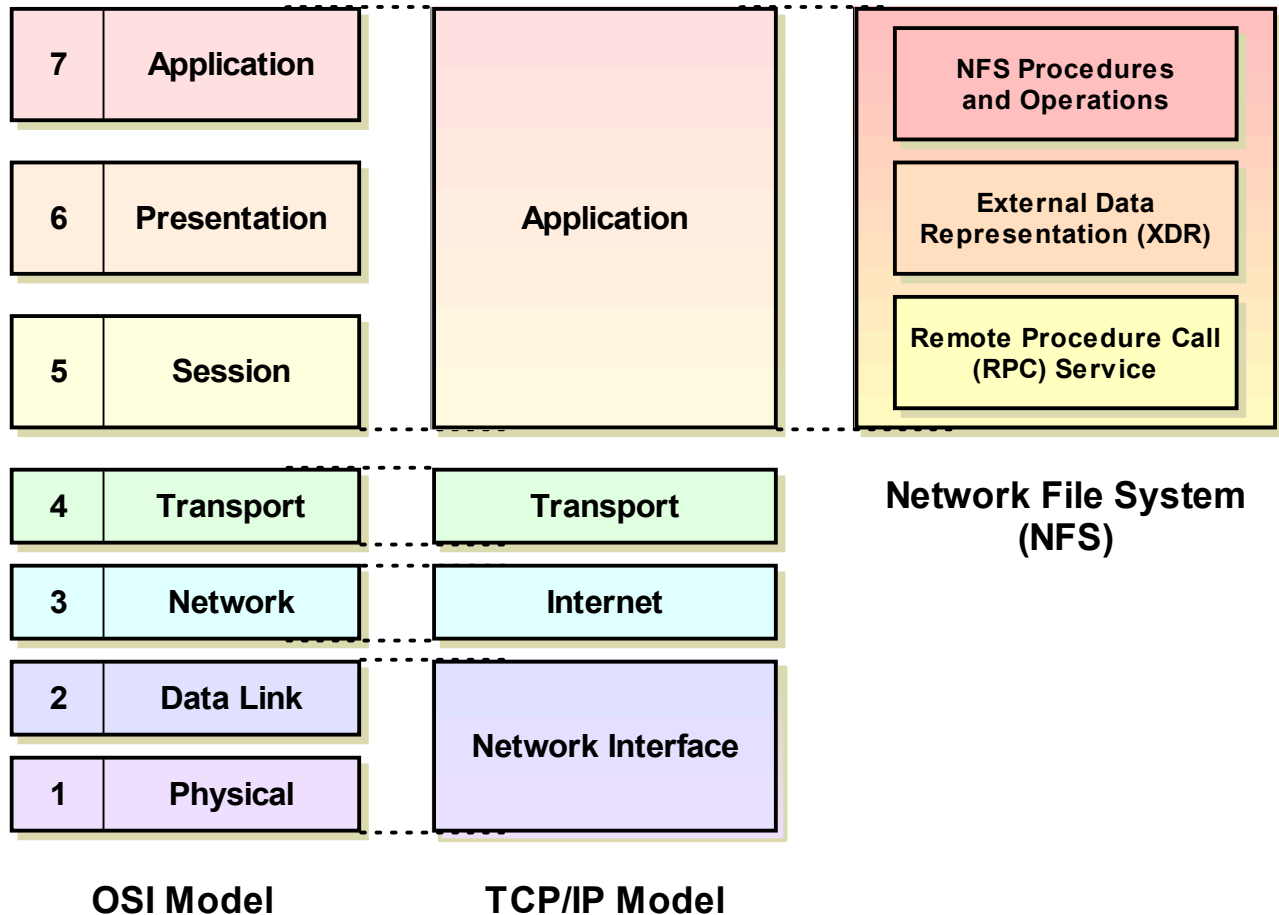 7 Application
6 Presentation
5 Session
4 Transport
3 Network
2 Data Link
1 Physical
OSI Model
Application
Transport
Internet
Network Interface
TCP/IP Model
NFS Procedures
and Operations
External Data
Representation (XDR)
Remote Procedure Call
(RPC) Service
Network File System
(NFS)